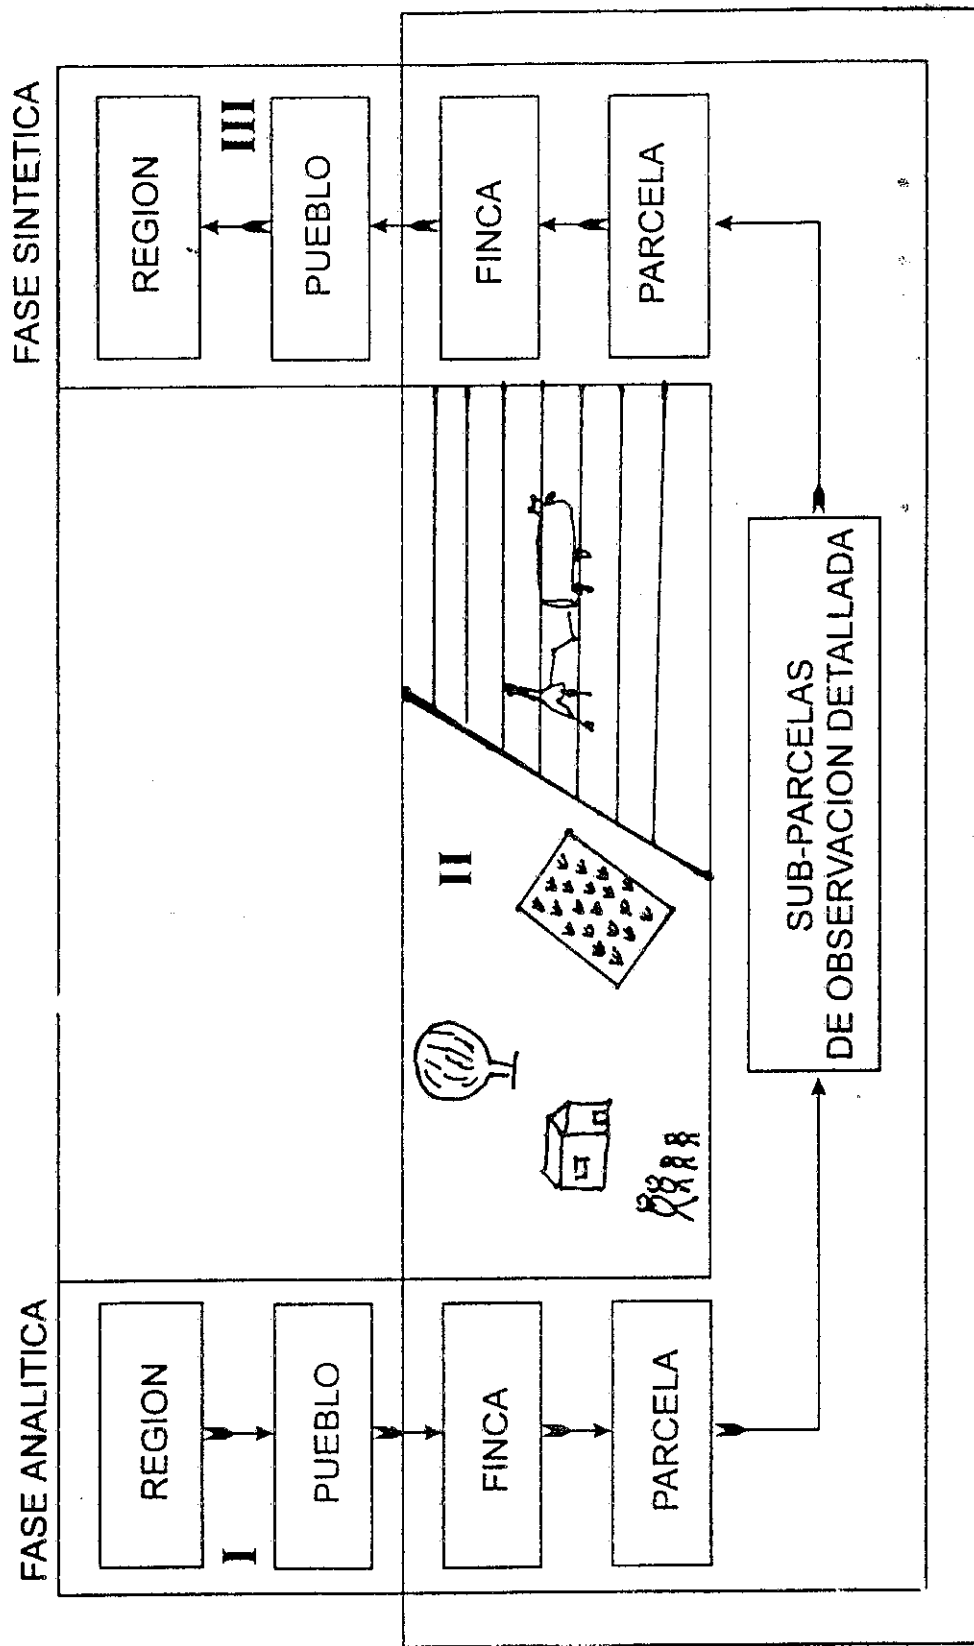 FASE ANALITICA
FASE SINTETICA
REGION
I
PUEBLO
FINCA
PARCELA
II
REGION
III
PUEBLO
FINCA
PARCELA
SUB-PARCELAS
DE OBSERVACION DETALLADA